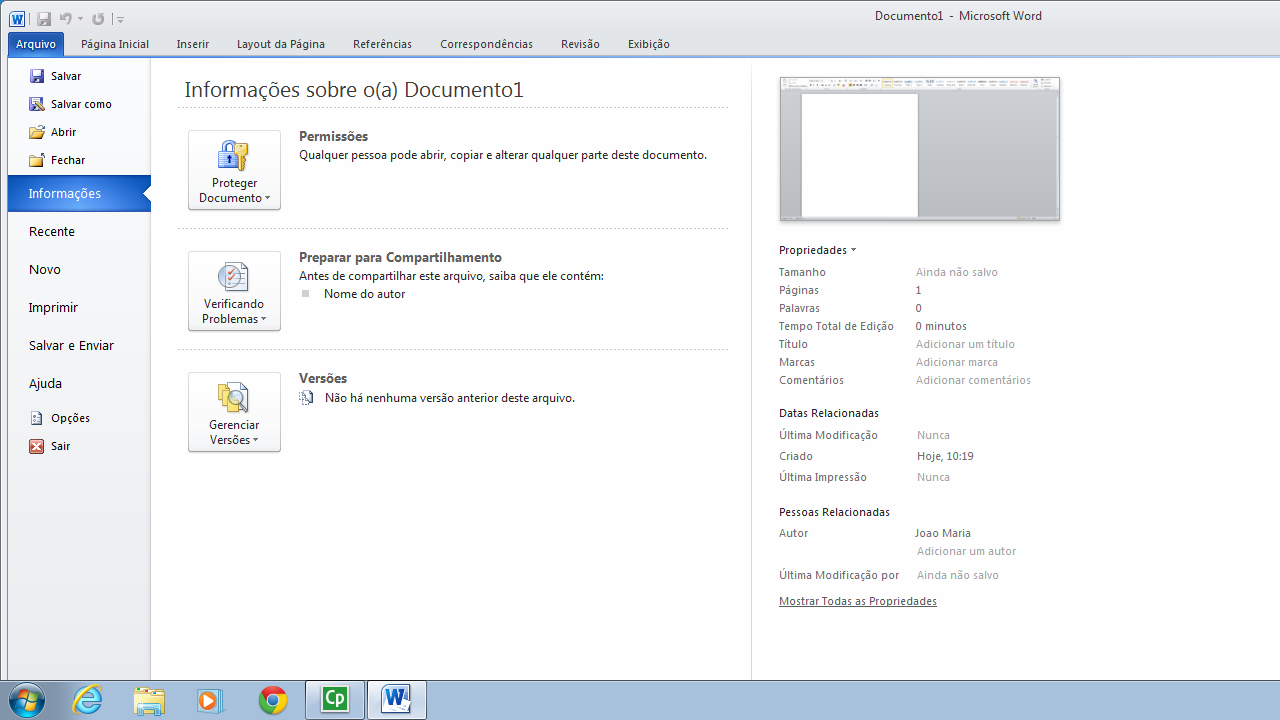 Documento1 - Microsoft Word
Arquivo Página Inicial Inserir Layout da Página Referências Correspondências Revisão Exibição
Salvar
Salvar como
Abrir
Fechar
Informações
Recente
Novo
Imprimir
Salvar e Enviar
Ajuda
Opções
Sair
Informações sobre o(a) Documento1
Proteger
Documento
Permissões
Qualquer pessoa pode abrir, copiar e alterar qualquer parte deste documento.
Verificando
Problemas
Preparar para Compartilhamento
Antes de compartilhar este arquivo, saiba que ele contém:
Nome do autor
Gerenciar
Versões
Versões
Não há nenhuma versão anterior deste arquivo.
Propriedades
Tamanho Ainda não salvo
Páginas 1
Palavras 0
Tempo Total de Edição 0 minutos
Título Adicionar um título
Marcas Adicionar marca
Comentários Adicionar comentários
Datas Relacionadas
Última Modificação Nunca
Criado Hoje, 10:19
Última Impressão Nunca
Pessoas Relacionadas
Autor Joao Maria
Adicionar um autor
Última Modificação por Ainda não salvo
Mostrar Todas as Propriedades
Cp
W